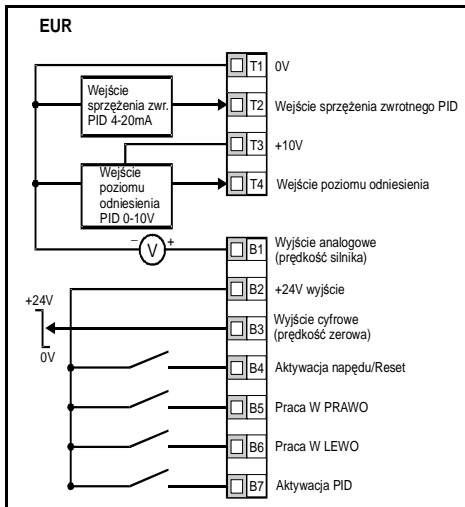 EUR
T1 0V
Wejście
sprzężenia zwr.
PID 4-20mA
T2 Wejście sprzężenia zwrotnego PID
T3 +10V
Wejście
poziomu
odniesienia
PID 0-10V
T4 Wejście poziomu odniesienia
− V +
B1 Wyjście analogowe
(prędkość silnika)
B2 +24V wyjście
+24V
0V
B3 Wyjście cyfrowe
(prędkość zerowa)
B4 Aktywacja napędu/Reset
B5 Praca W PRAWO
B6 Praca W LEWO
B7 Aktywacja PID